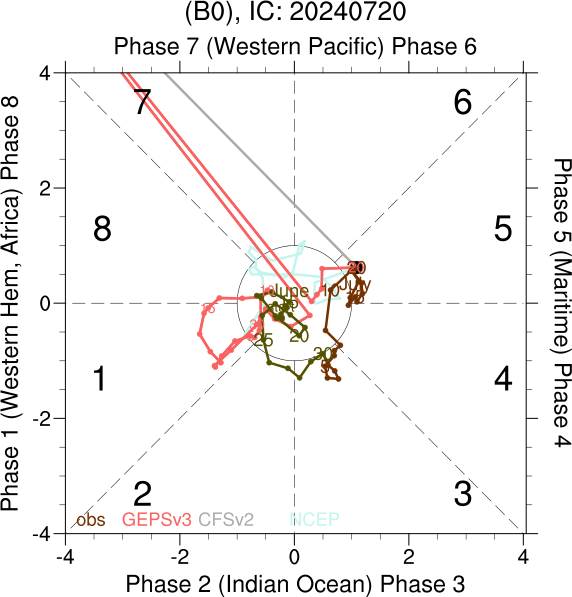 (B0), IC: 20240720
Phase 7 (Western Pacific) Phase 6
Phase 1 (Western Hem, Africa) Phase 8
Phase 5 (Maritime) Phase 4
4
2
0
-2
-4
7
6
8
5
1
4
2
3
20
July
10
June
20
25
30
obs GEPSv3 CFSv2 NCEP
-4 -2 0 2 4
Phase 2 (Indian Ocean) Phase 3